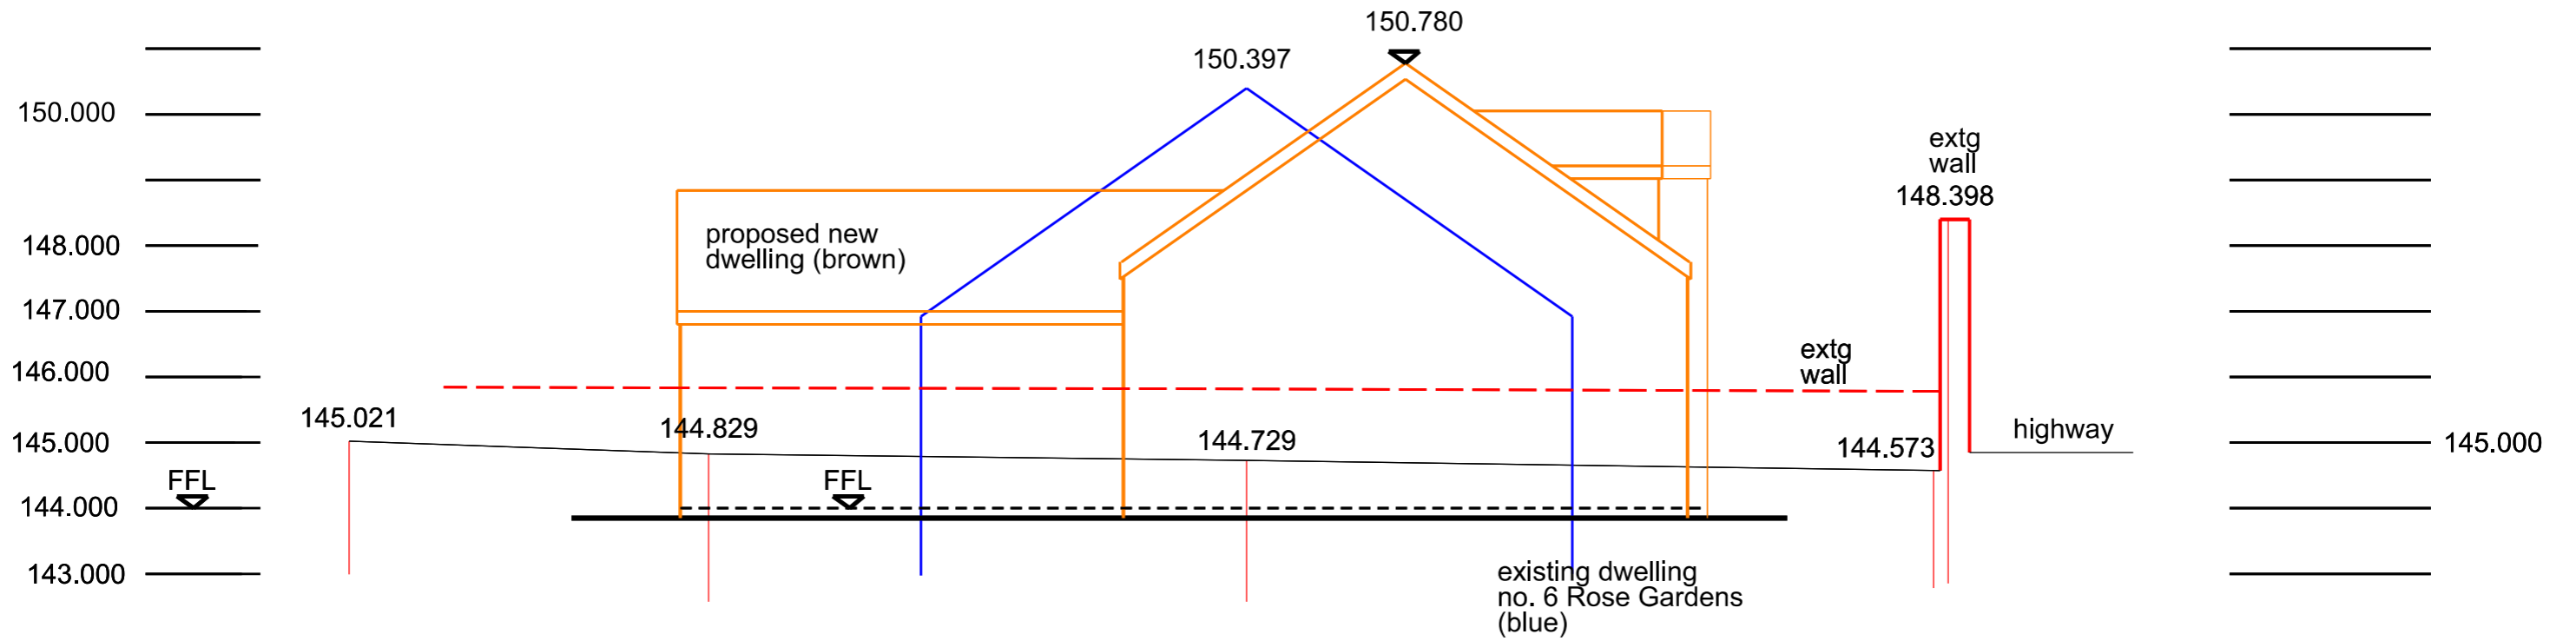 150.780
150.397
150.000
extg
wall
148.398
proposed new
dwelling (brown)
148.000
147.000
extg
wall
146.000
145.021
144.829
144.729
144.573
highway
145.000
145.000
FFL
FFL
144.000
143.000
existing dwelling
no. 6 Rose Gardens
(blue)